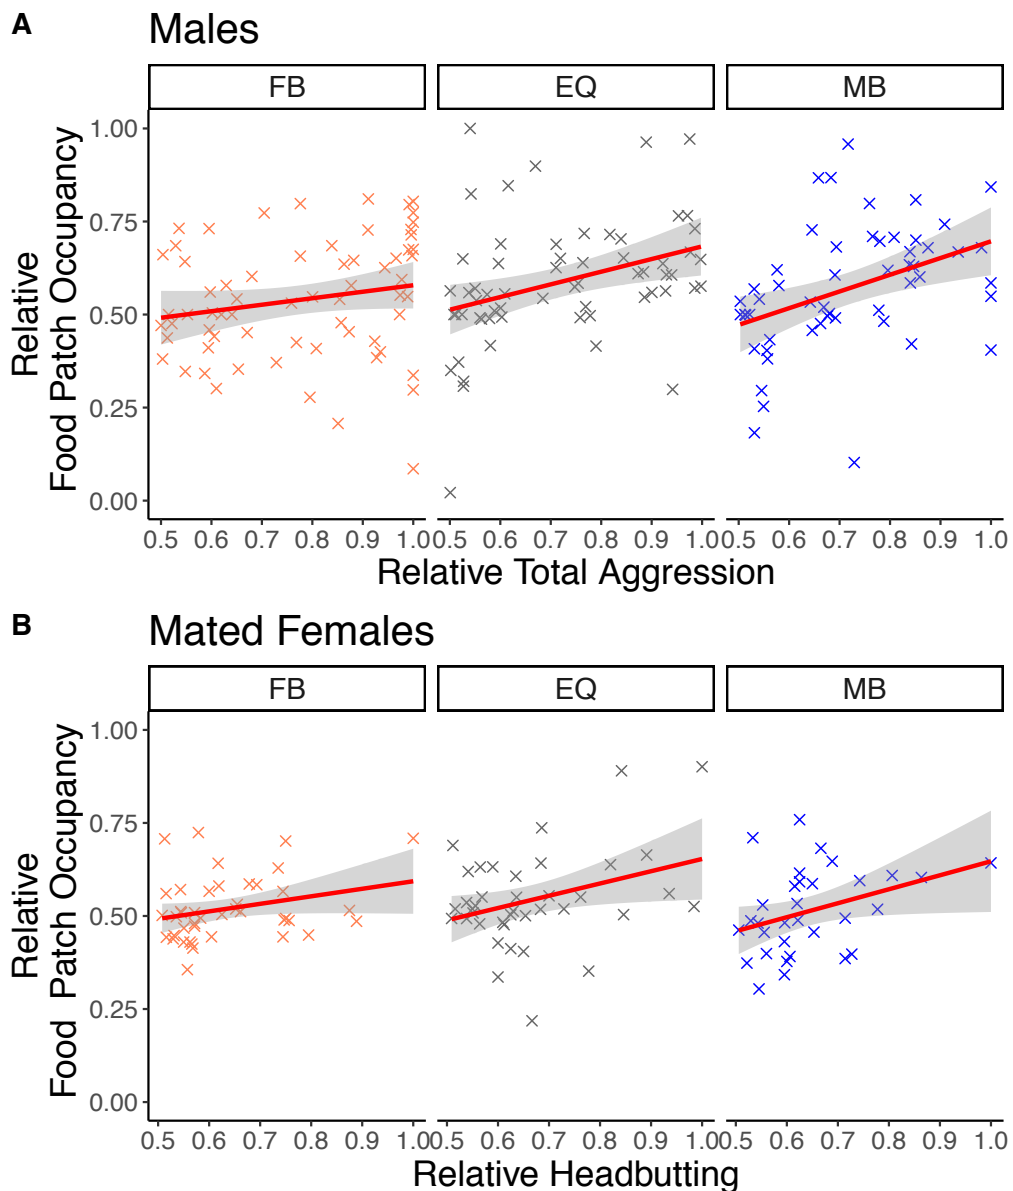 A
Males
FB EQ MB
Relative
Food Patch Occupancy
1.00
0.75
0.50
0.25
0.00
0.5 0.6 0.7 0.8 0.9 1.0 0.5 0.6 0.7 0.8 0.9 1.0 0.5 0.6 0.7 0.8 0.9 1.0
Relative Total Aggression
B
Mated Females
FB EQ MB
Relative
Food Patch Occupancy
1.00
0.75
0.50
0.25
0.00
0.5 0.6 0.7 0.8 0.9 1.0 0.5 0.6 0.7 0.8 0.9 1.0 0.5 0.6 0.7 0.8 0.9 1.0
Relative Headbutting